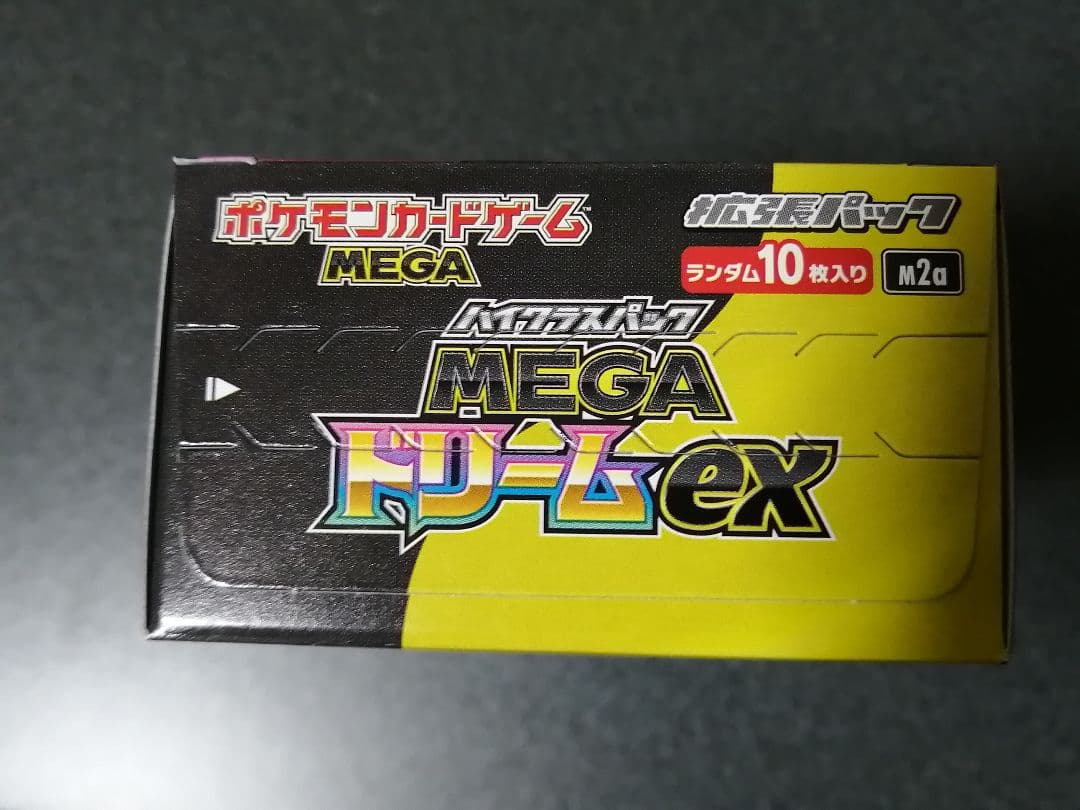 ポケモンカードゲーム™
MEGA
拡張パック
ランダム10枚入り
M2a
ハイクラスパック
MEGA
ドリームex